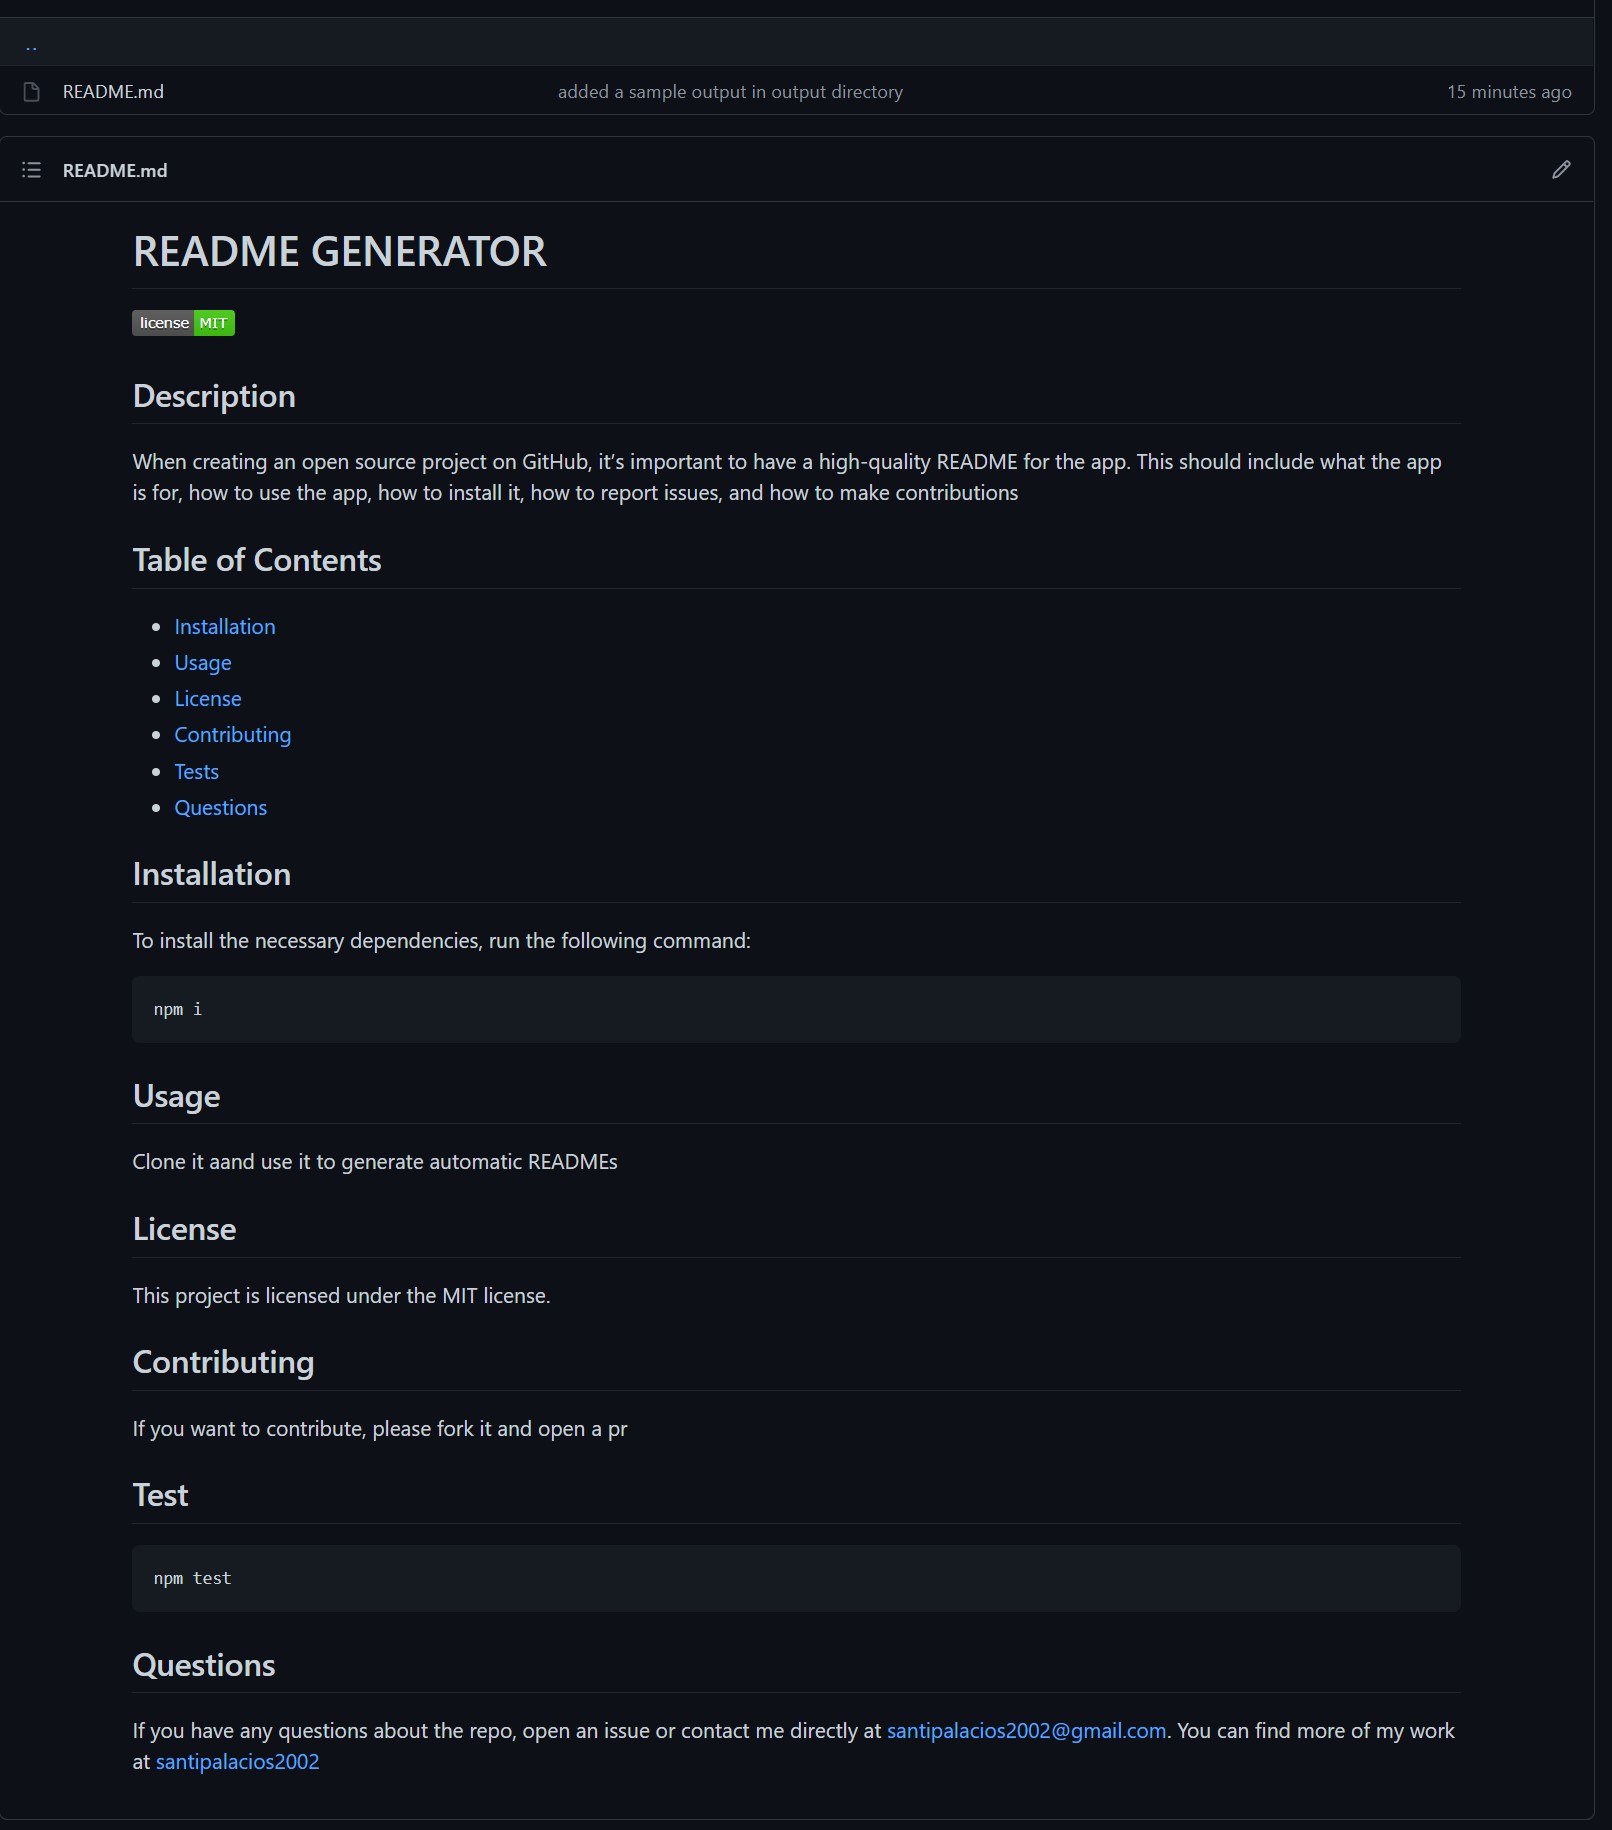 ..
README.md added a sample output in output directory 15 minutes ago
README.md
README GENERATOR
license MIT
Description
When creating an open source project on GitHub, it’s important to have a high-quality README for the app. This should include what the app
is for, how to use the app, how to install it, how to report issues, and how to make contributions
Table of Contents
Installation
Usage
License
Contributing
Tests
Questions
Installation
To install the necessary dependencies, run the following command:
npm i
Usage
Clone it aand use it to generate automatic READMEs
License
This project is licensed under the MIT license.
Contributing
If you want to contribute, please fork it and open a pr
Test
npm test
Questions
If you have any questions about the repo, open an issue or contact me directly at santipalacios2002@gmail.com. You can find more of my work
at santipalacios2002